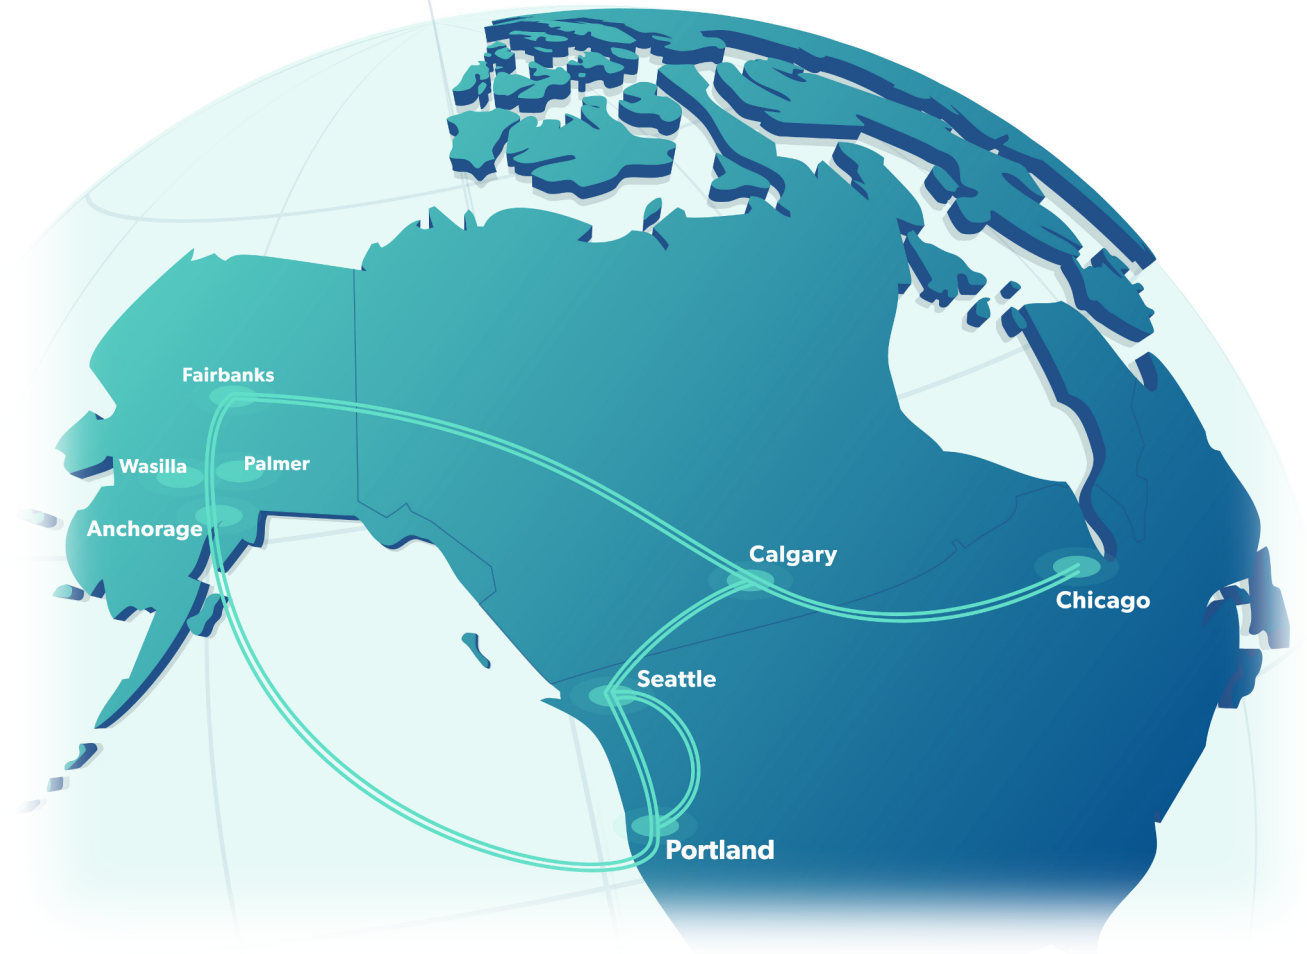 Fairbanks
Wasilla
Palmer
Anchorage
Calgary
Chicago
Seattle
Portland